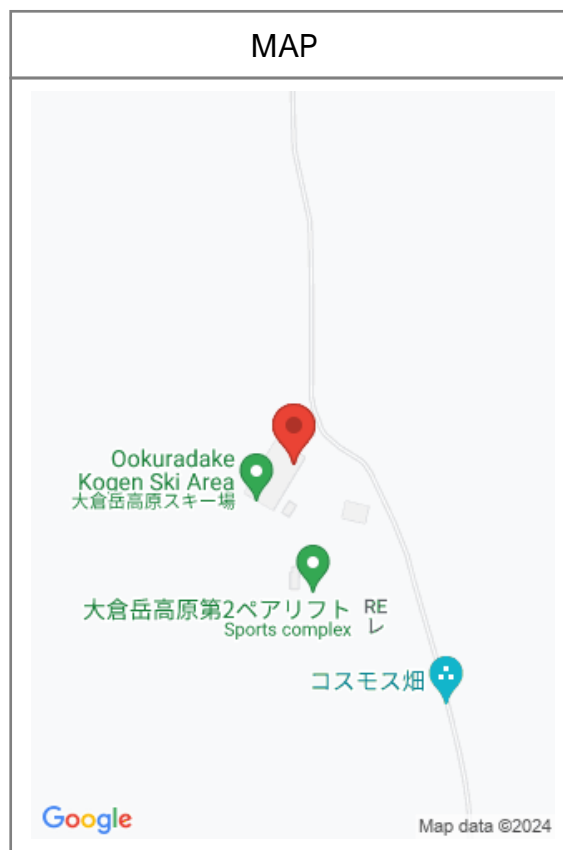 MAP
Ookuradake
Kogen Ski Area
大倉岳高原スキー場
大倉岳高原第2ペアリフト
Sports complex
RE
レ
コスモス畑
Google
Map data ©2024